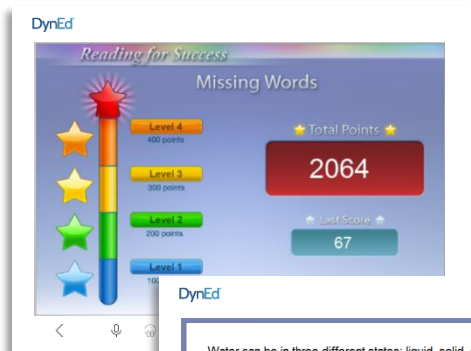 DynEd
Reading for Success
Missing Words
Level 4
400 points
Level 3
300 points
Level 2
200 points
Level 1
Total Points
2064
Last Score
67
DynEd
Water can be in three different states: liquid, solid,